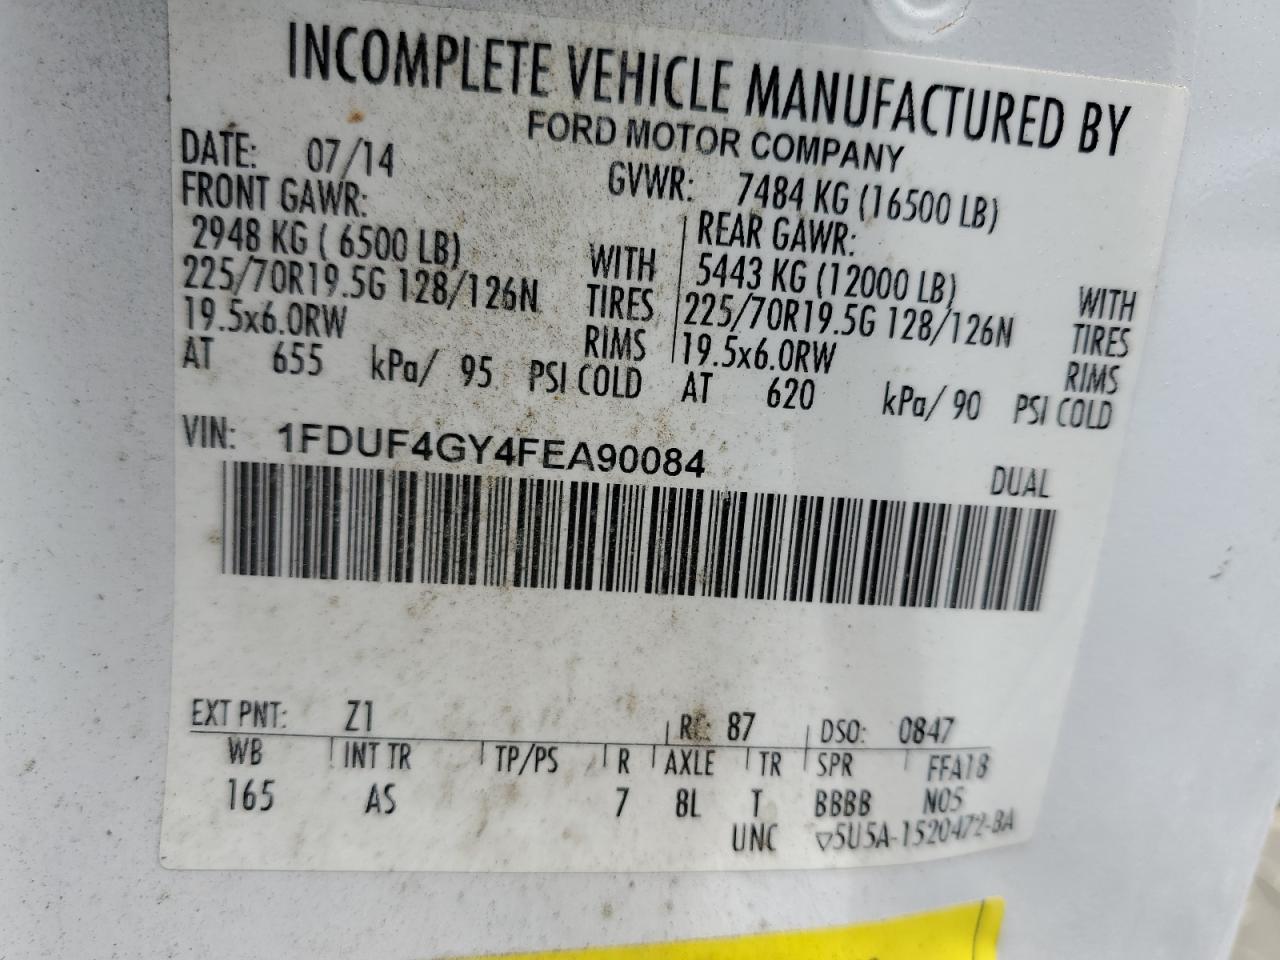 INCOMPLETE VEHICLE MANUFACTURED BY
FORD MOTOR COMPANY
DATE: 07/14 GVWR: 7484 KG (16500 LB)
FRONT GAWR: REAR GAWR:
2948 KG ( 6500 LB) WITH 5443 KG (12000 LB) WITH
225/70R19.5G 128/126N TIRES 225/70R19.5G 128/126N TIRES
19.5x6.0RW RIMS 19.5x6.0RW RIMS
AT 655 kPa/ 95 PSI COLD AT 620 kPa/ 90 PSI COLD
VIN: 1FDUF4GY4FEA90084
DUAL
EXT PNT: Z1 RC: 87 DSO: 0847
WB INT TR TP/PS R AXLE TR SPR FFA18
165 AS 7 8L T BBBB N05
UNC ▽5U5A-1520472-BA